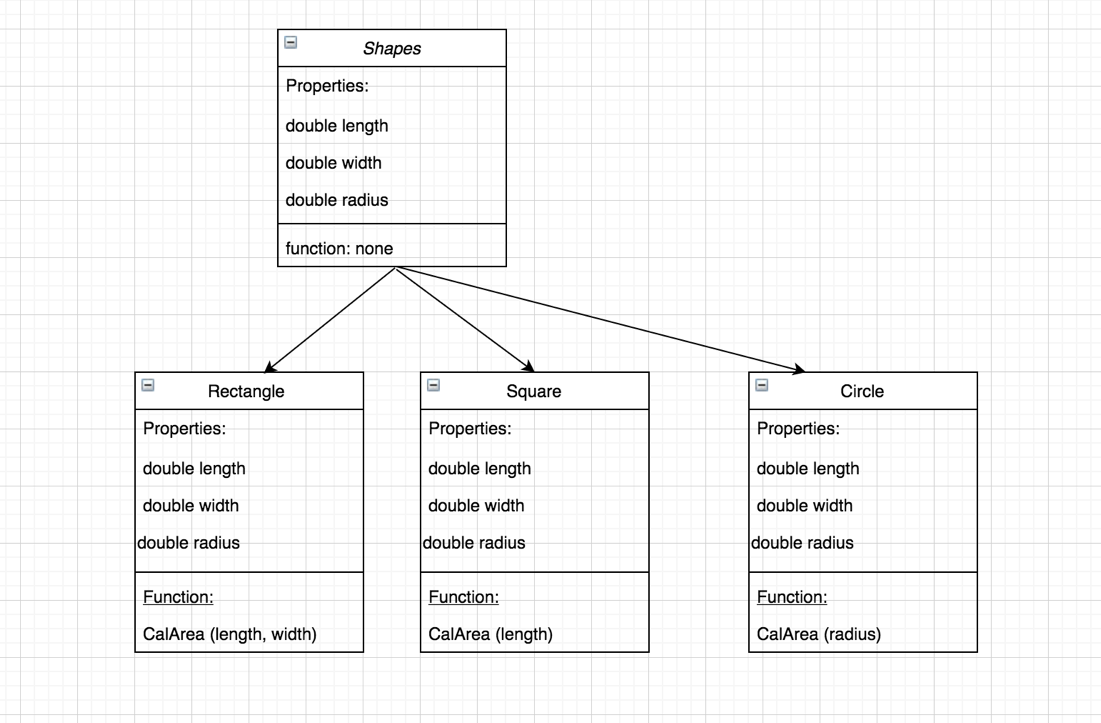 Shapes
Properties:
double length
double width
double radius
function: none
Rectangle
Properties:
double length
double width
double radius
Function:
CalArea (length, width)
Square
Properties:
double length
double width
double radius
Function:
CalArea (length)
Circle
Properties:
double length
double width
double radius
Function:
CalArea (radius)